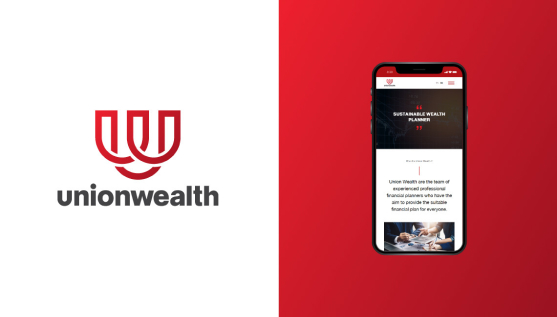 unionwealth
unionwealth
SUSTAINABLE WEALTH
PLANNER
Union Wealth are the team of
experienced professional
financial planners who have the
aim to provide the suitable
financial plan for everyone.